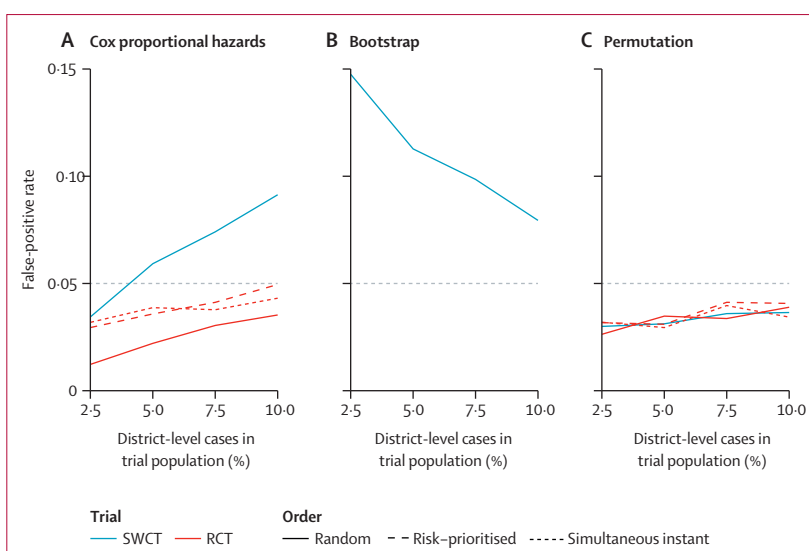 A Cox proportional hazards
B Bootstrap
C Permutation
0·15
0·10
0·05
0
False-positive rate
2·5 5·0 7·5 10·0
2·5 5·0 7·5 10·0
2·5 5·0 7·5 10·0
District-level cases in
trial population (%)
District-level cases in
trial population (%)
District-level cases in
trial population (%)
Trial
SWCT RCT
Order
Random Risk–prioritised Simultaneous instant